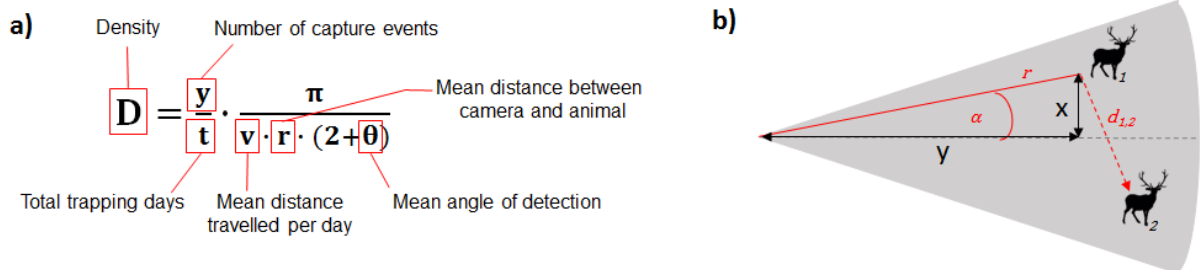 a)
Density
Number of capture events
D = y/t · π / (v · r · (2+θ))
Mean distance between
camera and animal
Total trapping days
Mean distance
travelled per day
Mean angle of detection
b)
r
1
α
x
d1,2
y
2